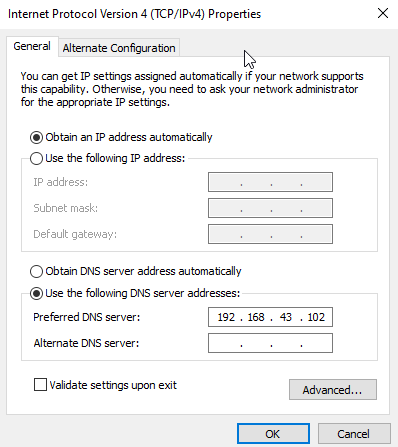 Internet Protocol Version 4 (TCP/IPv4) Properties
General
Alternate Configuration
You can get IP settings assigned automatically if your network supports
this capability. Otherwise, you need to ask your network administrator
for the appropriate IP settings.
Obtain an IP address automatically
Use the following IP address:
IP address: . . .
Subnet mask: . . .
Default gateway: . . .
Obtain DNS server address automatically
Use the following DNS server addresses:
Preferred DNS server: 192 . 168 . 43 . 102
Alternate DNS server: . . .
Validate settings upon exit
Advanced...
OK
Cancel